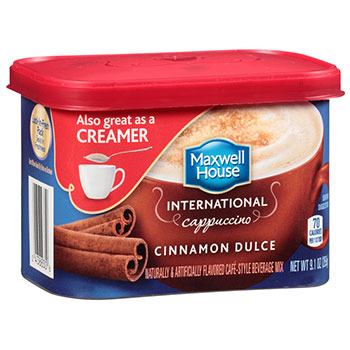 Also great as a
CREAMER
Maxwell
House
INTERNATIONAL
cappuccino
CINNAMON DULCE
NATURALLY & ARTIFICIALLY FLAVORED CAFÉ-STYLE BEVERAGE MIX
70
CALORIES
NET WT 9.1 OZ